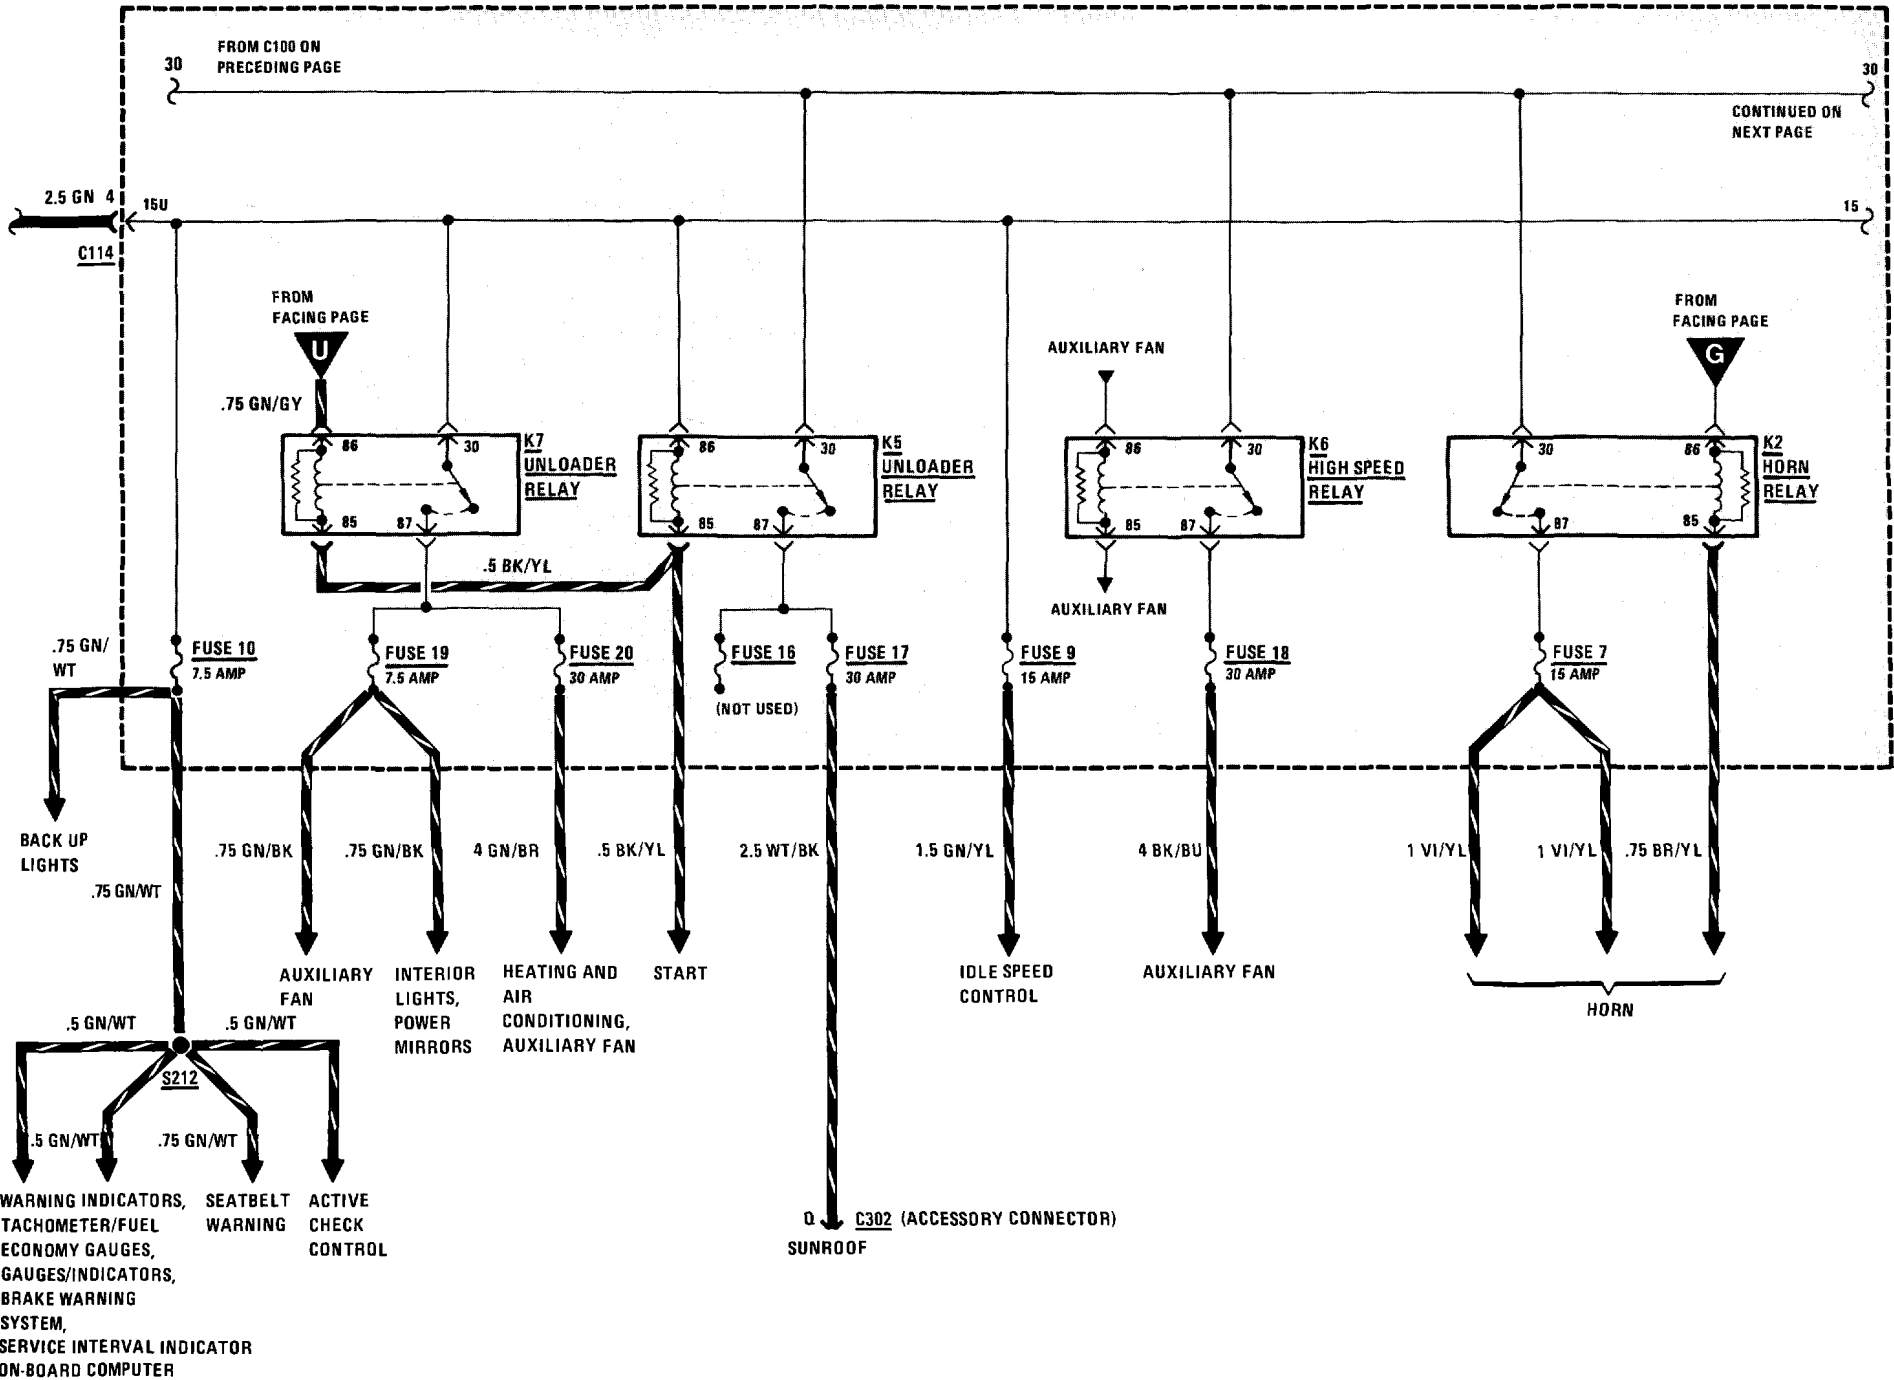 FROM C100 ON
PRECEDING PAGE
30
30
CONTINUED ON
NEXT PAGE
2.5 GN 4
15U
15
C114
FROM
FACING PAGE
U
.75 GN/GY
AUXILIARY FAN
FROM
FACING PAGE
G
86
30
K7
UNLOADER
RELAY
85
87
86
30
K5
UNLOADER
RELAY
85
87
86
30
K6
HIGH SPEED
RELAY
85
87
30
86
K2
HORN
RELAY
87
85
.5 BK/YL
AUXILIARY FAN
.75 GN/
WT
FUSE 10
7.5 AMP
FUSE 19
7.5 AMP
FUSE 20
30 AMP
FUSE 16
(NOT USED)
FUSE 17
30 AMP
FUSE 9
15 AMP
FUSE 18
30 AMP
FUSE 7
15 AMP
BACK UP
LIGHTS
.75 GN/WT
.75 GN/BK
.75 GN/BK
4 GN/BR
.5 BK/YL
2.5 WT/BK
1.5 GN/YL
4 BK/BU
1 VI/YL
1 VI/YL
.75 BR/YL
AUXILIARY
FAN
INTERIOR
LIGHTS,
POWER
MIRRORS
HEATING AND
AIR
CONDITIONING,
AUXILIARY FAN
START
IDLE SPEED
CONTROL
AUXILIARY FAN
HORN
.5 GN/WT
.5 GN/WT
S212
.5 GN/WT
.75 GN/WT
WARNING INDICATORS,
TACHOMETER/FUEL
ECONOMY GAUGES,
GAUGES/INDICATORS,
BRAKE WARNING
SYSTEM,
SERVICE INTERVAL INDICATOR
ON-BOARD COMPUTER
SEATBELT
WARNING
ACTIVE
CHECK
CONTROL
Q
C302 (ACCESSORY CONNECTOR)
SUNROOF